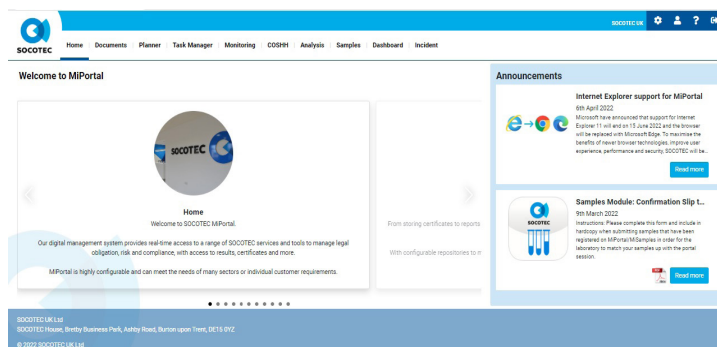 SOCOTEC UK
SOCOTEC
Home Documents Planner Task Manager Monitoring COSHH Analysis Samples Dashboard Incident
Welcome to MiPortal
SOCOTEC
Home
Welcome to SOCOTEC MiPortal.
Our digital management system provides real-time access to a range of SOCOTEC services and tools to manage legal
obligation, risk and compliance, with access to results, certificates and more.
MiPortal is highly configurable and can meet the needs of many sectors or individual customer requirements.
From storing certificates to reports
With configurable repositories to m
Announcements
Internet Explorer support for MiPortal
6th April 2022
Microsoft have announced that support for Internet
Explorer 11 will end on 15 June 2022 and the browser
will be replaced with Microsoft Edge. To maximise the
benefits of newer browser technologies, improve user
experience, performance and security, SOCOTEC will be...
Read more
SOCOTEC
Samples Module: Confirmation Slip t...
9th March 2022
Instructions: Please complete this form and include in
hardcopy when submitting samples that have been
registered on MiPortal/MiSamples in order for the
laboratory to match your samples up with the portal
session.
Read more
SOCOTEC UK Ltd
SOCOTEC House, Bretby Business Park, Ashby Road, Burton upon Trent, DE15 0YZ
© 2022 SOCOTEC UK Ltd